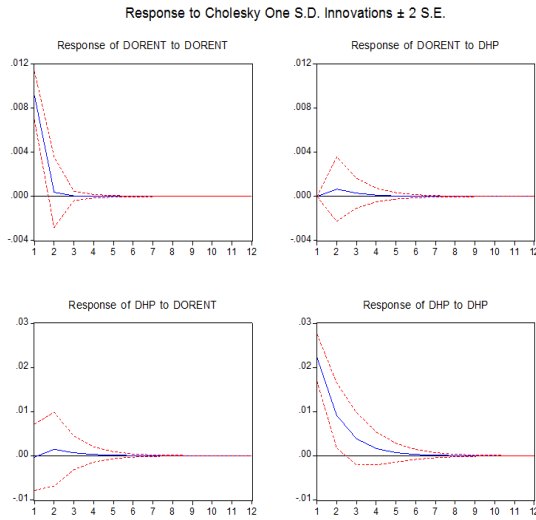 Response to Cholesky One S.D. Innovations ± 2 S.E.
Response of DORENT to DORENT
.012
.008
.004
.000
-.004
1 2 3 4 5 6 7 8 9 10 11 12
Response of DORENT to DHP
.012
.008
.004
.000
-.004
1 2 3 4 5 6 7 8 9 10 11 12
Response of DHP to DORENT
.03
.02
.01
.00
-.01
1 2 3 4 5 6 7 8 9 10 11 12
Response of DHP to DHP
.03
.02
.01
.00
-.01
1 2 3 4 5 6 7 8 9 10 11 12